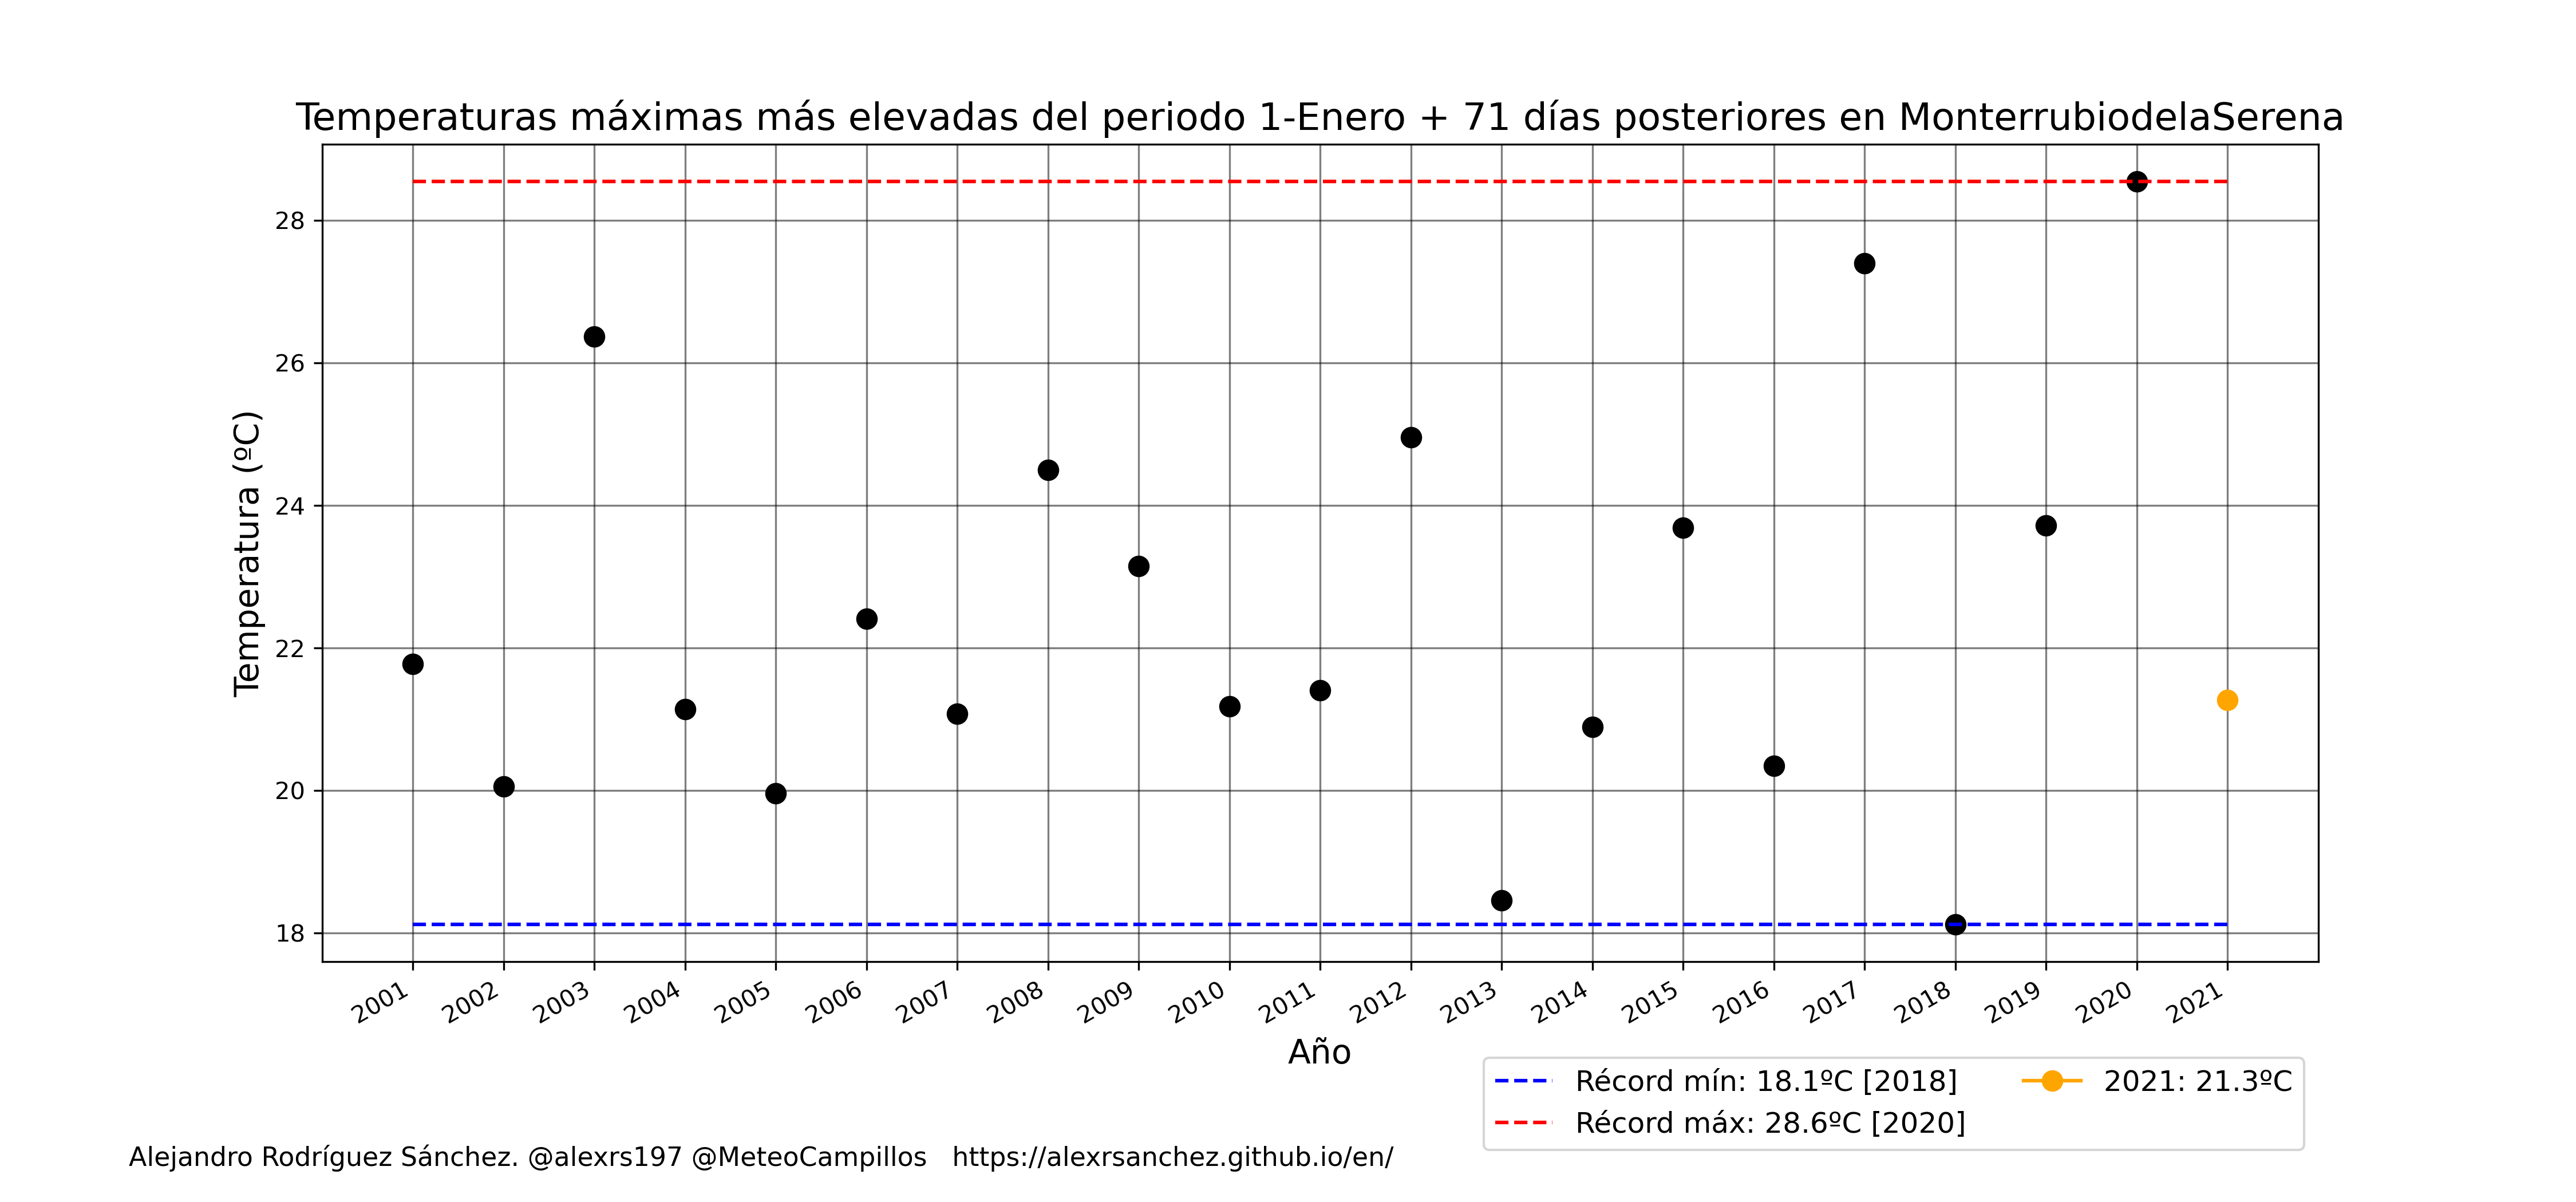 Temperaturas máximas más elevadas del periodo 1-Enero + 71 días posteriores en MonterrubiodelaSerena
Temperatura (ºC)
28
26
24
22
20
18
2001 2002 2003 2004 2005 2006 2007 2008 2009 2010 2011 2012 2013 2014 2015 2016 2017 2018 2019 2020 2021
Año
Récord mín: 18.1ºC [2018]
Récord máx: 28.6ºC [2020]
2021: 21.3ºC
Alejandro Rodríguez Sánchez. @alexrs197 @MeteoCampillos https://alexrsanchez.github.io/en/